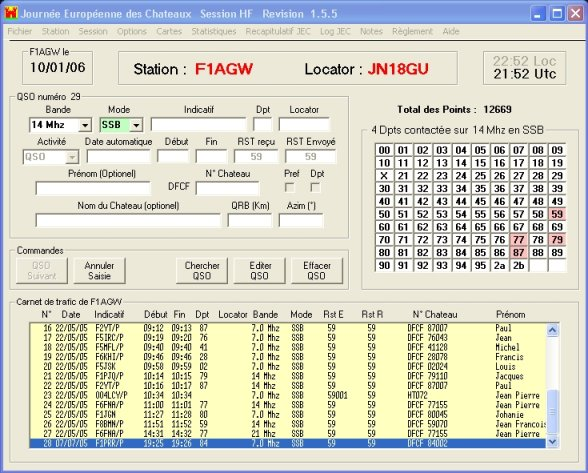 Journée Européenne des Chateaux Session HF Revision 1.5.5
Fichier Station Session Options Cartes Statistiques Recapitulatif JEC Log JEC Notes Règlement Aide
F1AGW le
10/01/06
Station : F1AGW Locator : JN18GU
22:52 Loc
21:52 Utc
QSO numéro 29
Bande Mode Indicatif Dpt Locator
14 Mhz SSB
Activité Date automatique Début Fin RST reçu RST Envoyé
QSO 59 59
Prénom (Optionel) N° Chateau Pref Dpt
DFCF
Nom du Chateau (optionel) QRB (Km) Azim (°)
Total des Points : 12669
4 Dpts contactée sur 14 Mhz en SSB
00 01 02 03 04 05 06 07 08 09
10 11 12 13 14 15 16 17 18 19
X 21 22 23 24 25 26 27 28 29
30 31 32 33 34 35 36 37 38 39
40 41 42 43 44 45 46 47 48 49
50 51 52 53 54 55 56 57 58 59
60 61 62 63 64 65 66 67 68 69
70 71 72 73 74 75 76 77 78 79
80 81 82 83 84 85 86 87 88 89
90 91 92 93 94 95 2a 2b
Commandes
QSO Suivant
Annuler Saisie
Chercher QSO
Editer QSO
Effacer QSO
Carnet de trafic de F1AGW
N° Date Indicatif Début Fin Dpt Locator Bande Mode Rst E Rst R N° Chateau Prénom
16 22/05/05 F2YT/P 09:12 09:13 87 7.0 Mhz SSB 59 59 DFCF 87007 Paul
17 22/05/05 F5IRC/P 09:19 09:20 76 7.0 Mhz SSB 59 59 DFCF 76043 Jean
18 22/05/05 F5MFL/P 09:40 09:40 41 7.0 Mhz SSB 59 59 DFCF 41128 Michel
19 22/05/05 F6KHI/P 09:46 09:46 28 7.0 Mhz SSB 59 59 DFCF 28078 Francis
20 22/05/05 F5JSK 09:58 09:59 02 7.0 Mhz SSB 59 59 DFCF 02024 Louis
21 22/05/05 F1PJQ/P 10:14 10:15 79 14 Mhz SSB 59 59 DFCF 79110 Jacques
22 22/05/05 F2YT/P 10:16 10:17 87 14 Mhz SSB 59 59 DFCF 87007 Paul
23 22/05/05 OO4LCY/P 10:34 10:34 7.0 Mhz SSB 59001 59 HT072 Jean Pierre
24 22/05/05 F6FNA/P 11:00 11:01 77 14 Mhz SSB 59 59 DFCF 77155 Jean Pierre
25 22/05/05 F1JGN 11:27 11:28 80 7.0 Mhz SSB 59 59 DFCF 80045 Johanie
26 22/05/05 F8BMN/P 11:51 11:52 59 14 Mhz SSB 59 59 DFCF 59070 Jean Francois
27 22/05/05 F6FNA/P 14:31 14:32 77 21 Mhz SSB 59 59 DFCF 77155 Jean Pierre
28 07/07/05 F1PRR/P 19:25 19:26 84 7.0 Mhz SSB 59 59 DFCF 84002